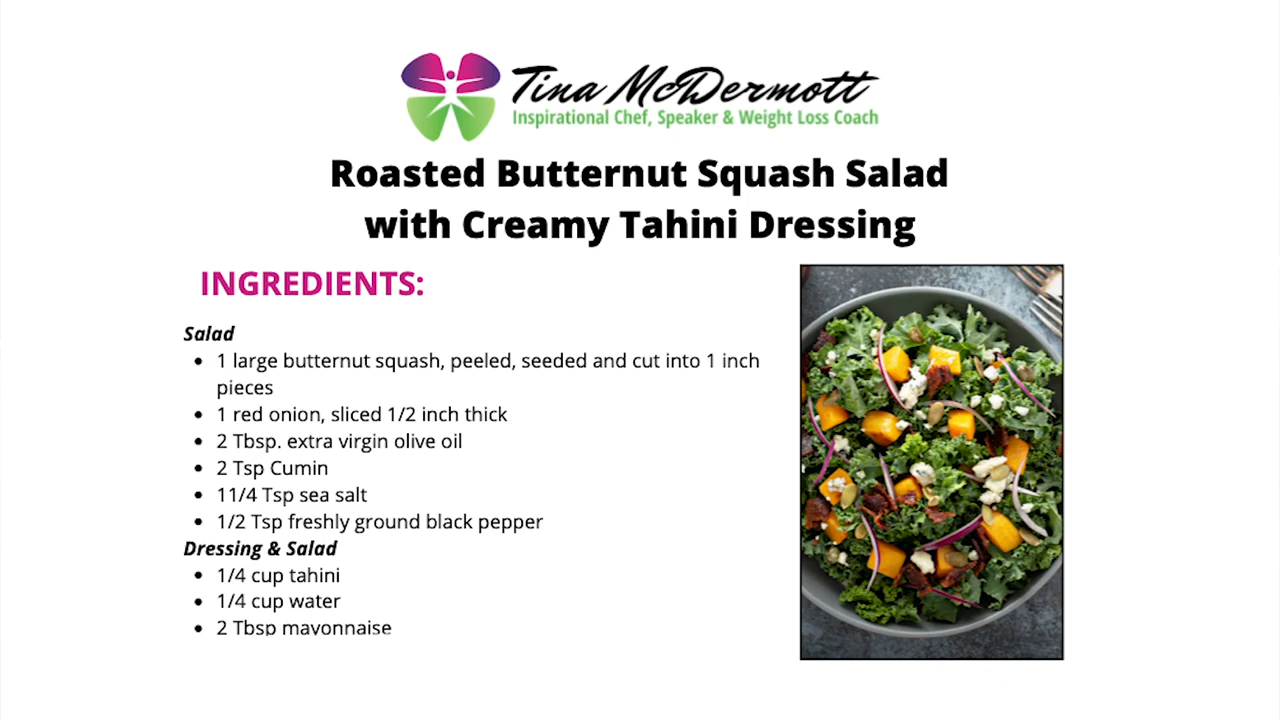 Tina McDermott
Inspirational Chef, Speaker & Weight Loss Coach
Roasted Butternut Squash Salad
with Creamy Tahini Dressing
INGREDIENTS:
Salad
• 1 large butternut squash, peeled, seeded and cut into 1 inch
pieces
• 1 red onion, sliced 1/2 inch thick
• 2 Tbsp. extra virgin olive oil
• 2 Tsp Cumin
• 11/4 Tsp sea salt
• 1/2 Tsp freshly ground black pepper
Dressing & Salad
• 1/4 cup tahini
• 1/4 cup water
• 2 Tbsp mayonnaise